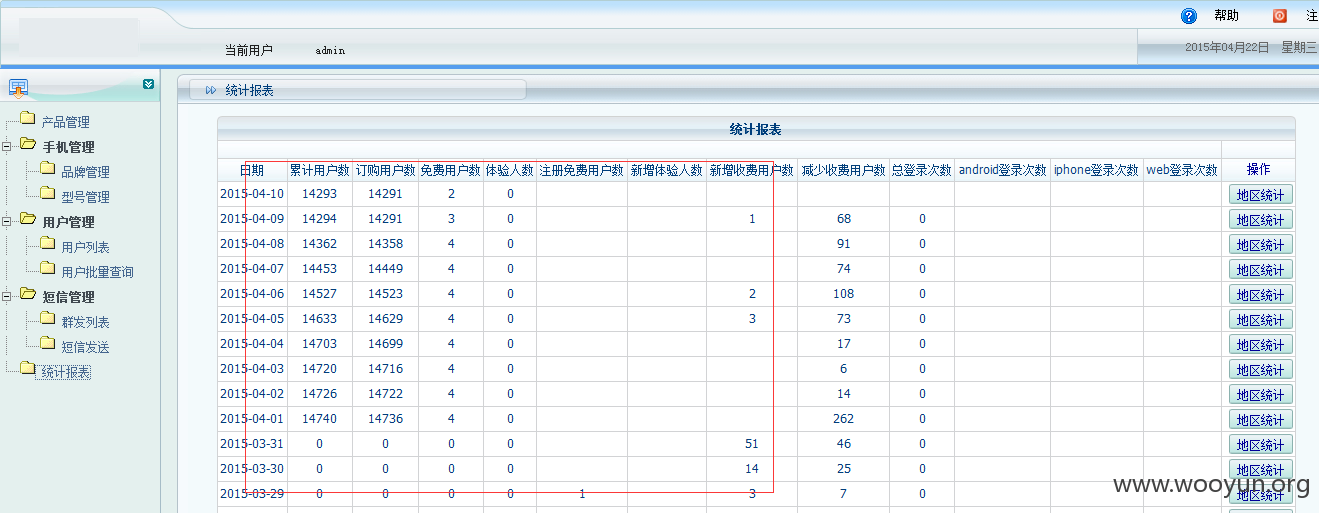 帮助 注
当前用户 admin 2015年04月22日 星期三
统计报表
产品管理
手机管理
品牌管理
型号管理
用户管理
用户列表
用户批量查询
短信管理
群发列表
短信发送
统计报表
统计报表
日期 累计用户数 订购用户数 免费用户数 体验人数 注册免费用户数 新增体验人数 新增收费用户数 减少收费用户数 总登录次数 android登录次数 iphone登录次数 web登录次数 操作
2015-04-10 14293 14291 2 0 地区统计
2015-04-09 14294 14291 3 0 1 68 0 地区统计
2015-04-08 14362 14358 4 0 91 0 地区统计
2015-04-07 14453 14449 4 0 74 0 地区统计
2015-04-06 14527 14523 4 0 2 108 0 地区统计
2015-04-05 14633 14629 4 0 3 73 0 地区统计
2015-04-04 14703 14699 4 0 17 0 地区统计
2015-04-03 14720 14716 4 0 6 0 地区统计
2015-04-02 14726 14722 4 0 14 0 地区统计
2015-04-01 14740 14736 4 0 262 0 地区统计
2015-03-31 0 0 0 0 51 46 0 地区统计
2015-03-30 0 0 0 0 14 25 0 地区统计
2015-03-29 0 0 0 0 1 3 7 0 地区统计
www.wooyun.org